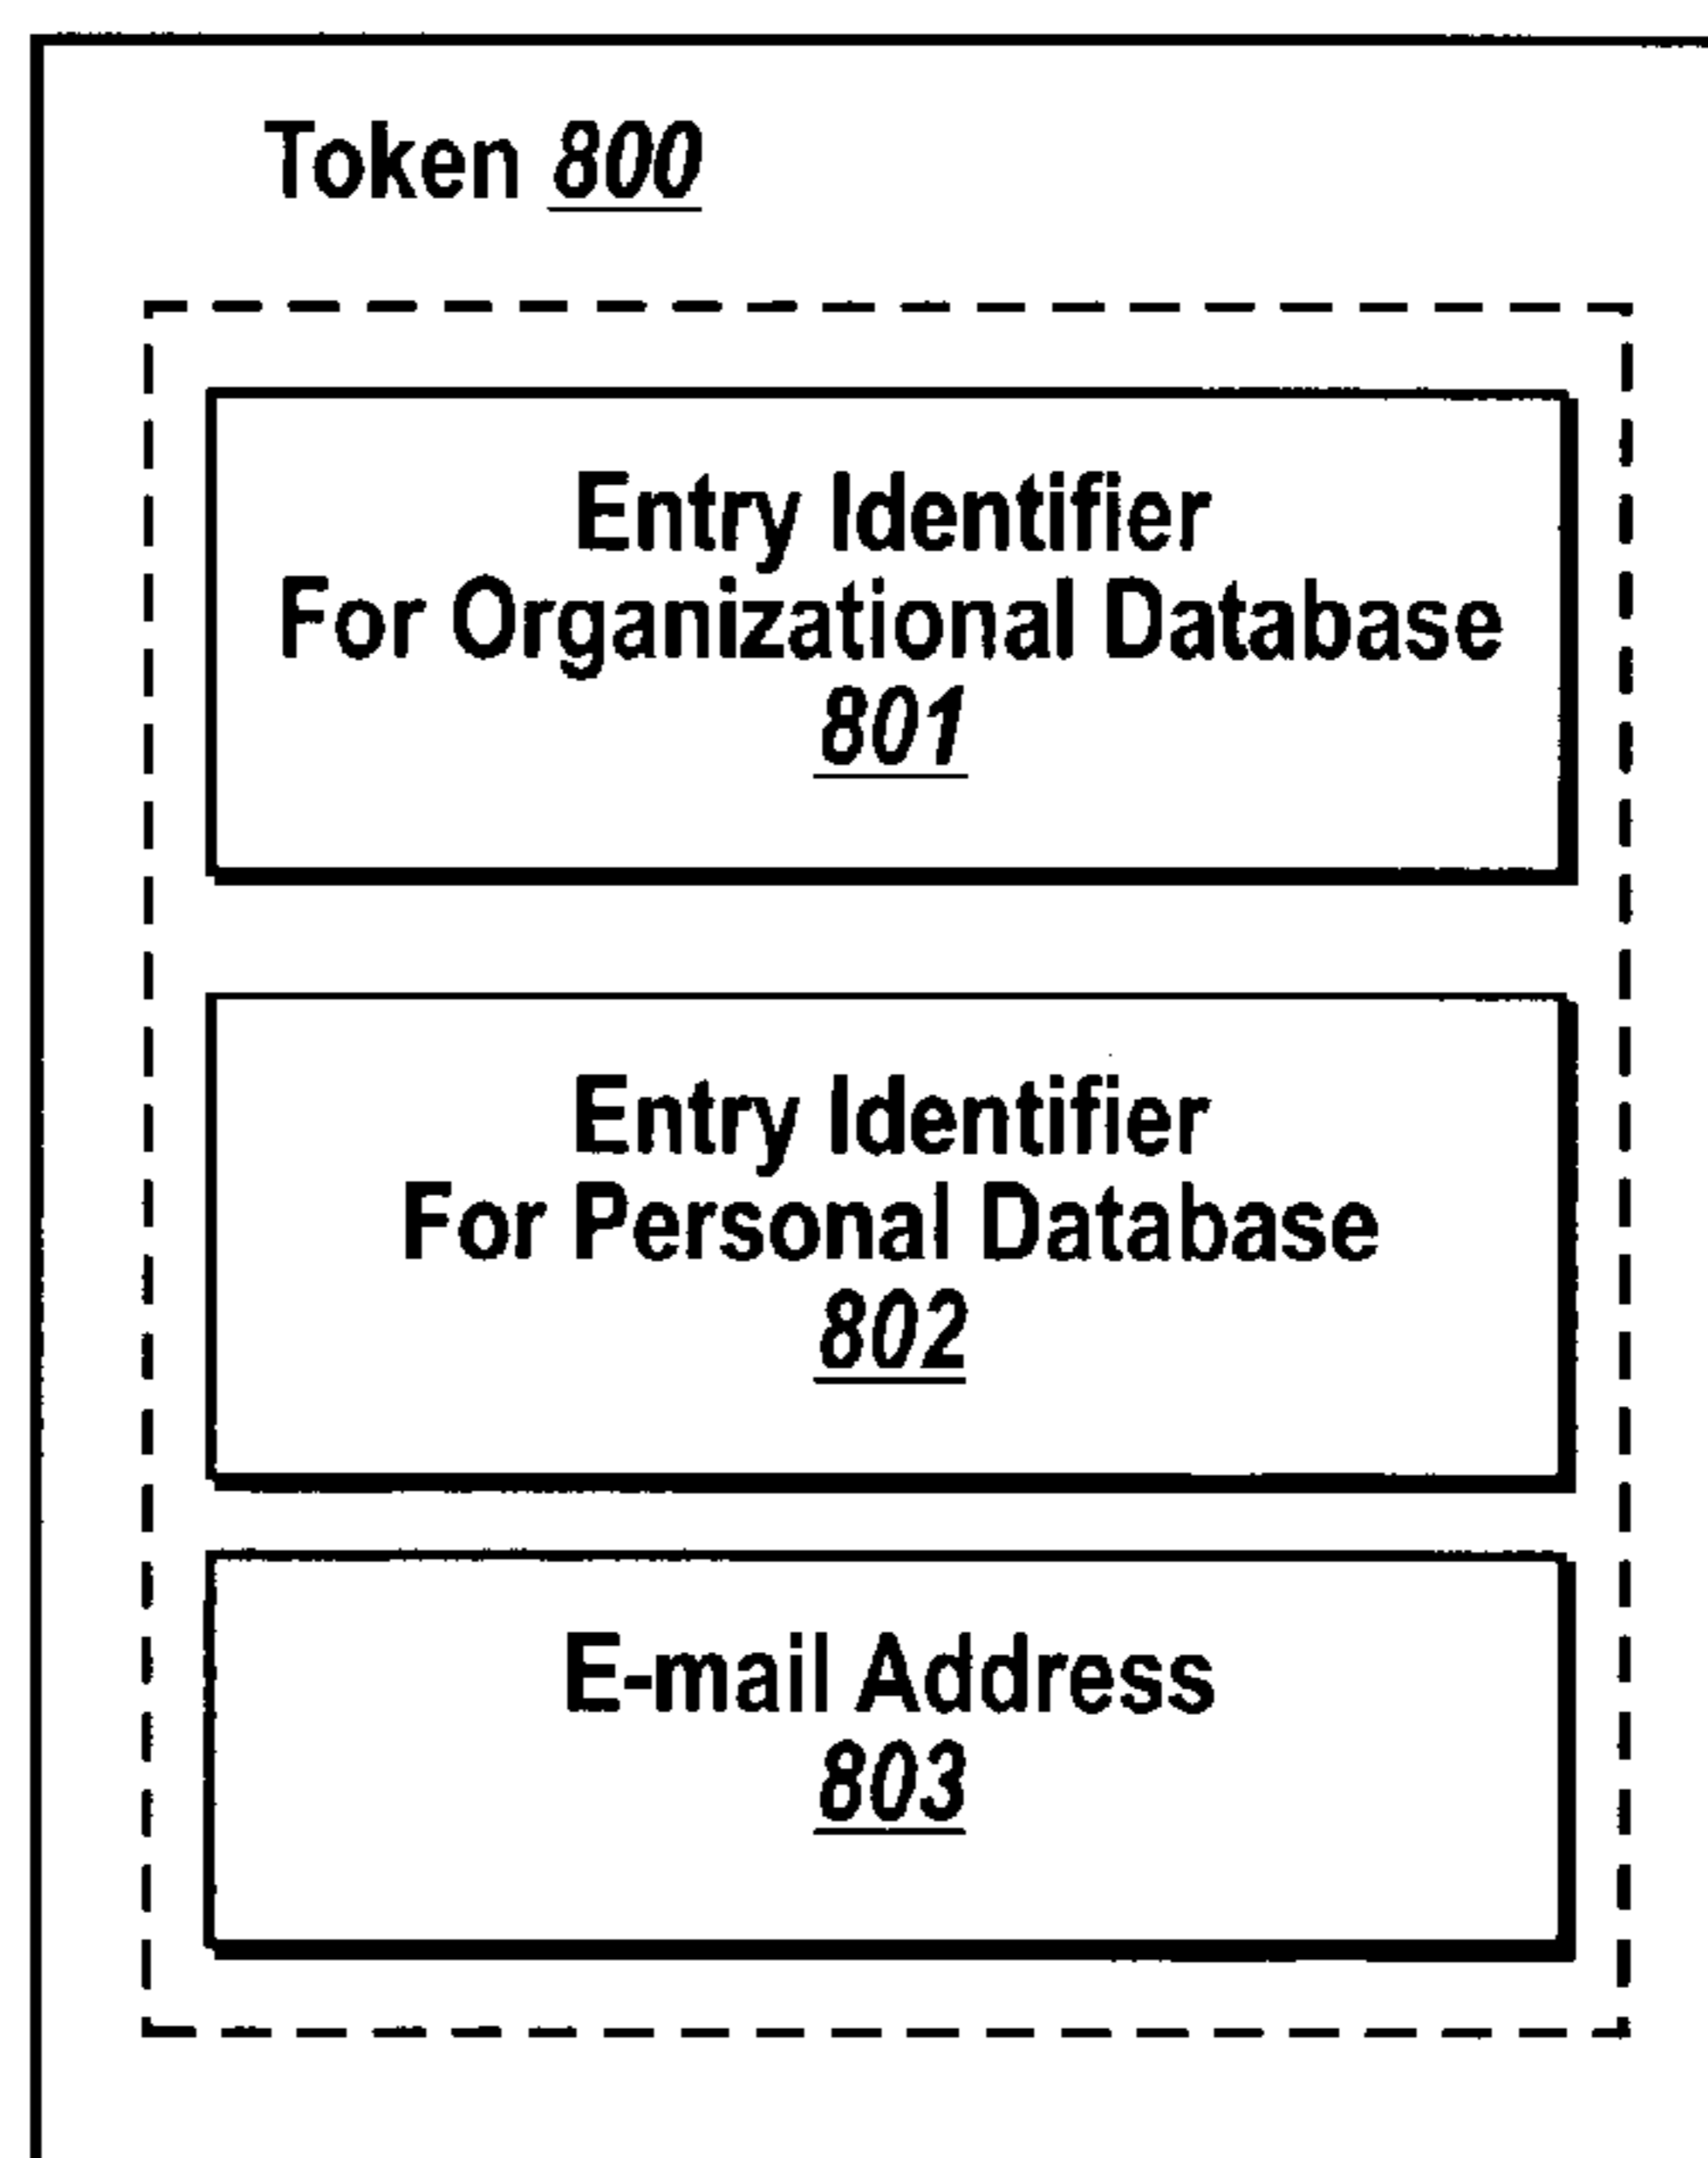 Token 800
Entry Identifier
For Organizational Database
801
Entry Identifier
For Personal Database
802
E-mail Address
803